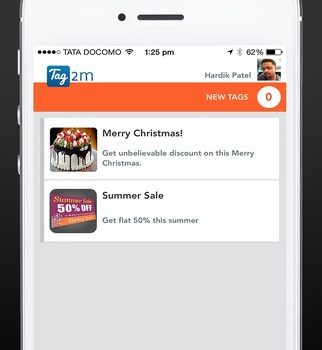 TATA DOCOMO 1:25 pm 62%
Tag2m
Hardik Patel
NEW TAGS 0
Merry Christmas!
Get unbelievable discount on this Merry
Christmas.
Summer Sale
Summer Sale
50% OFF
Get flat 50% this summer